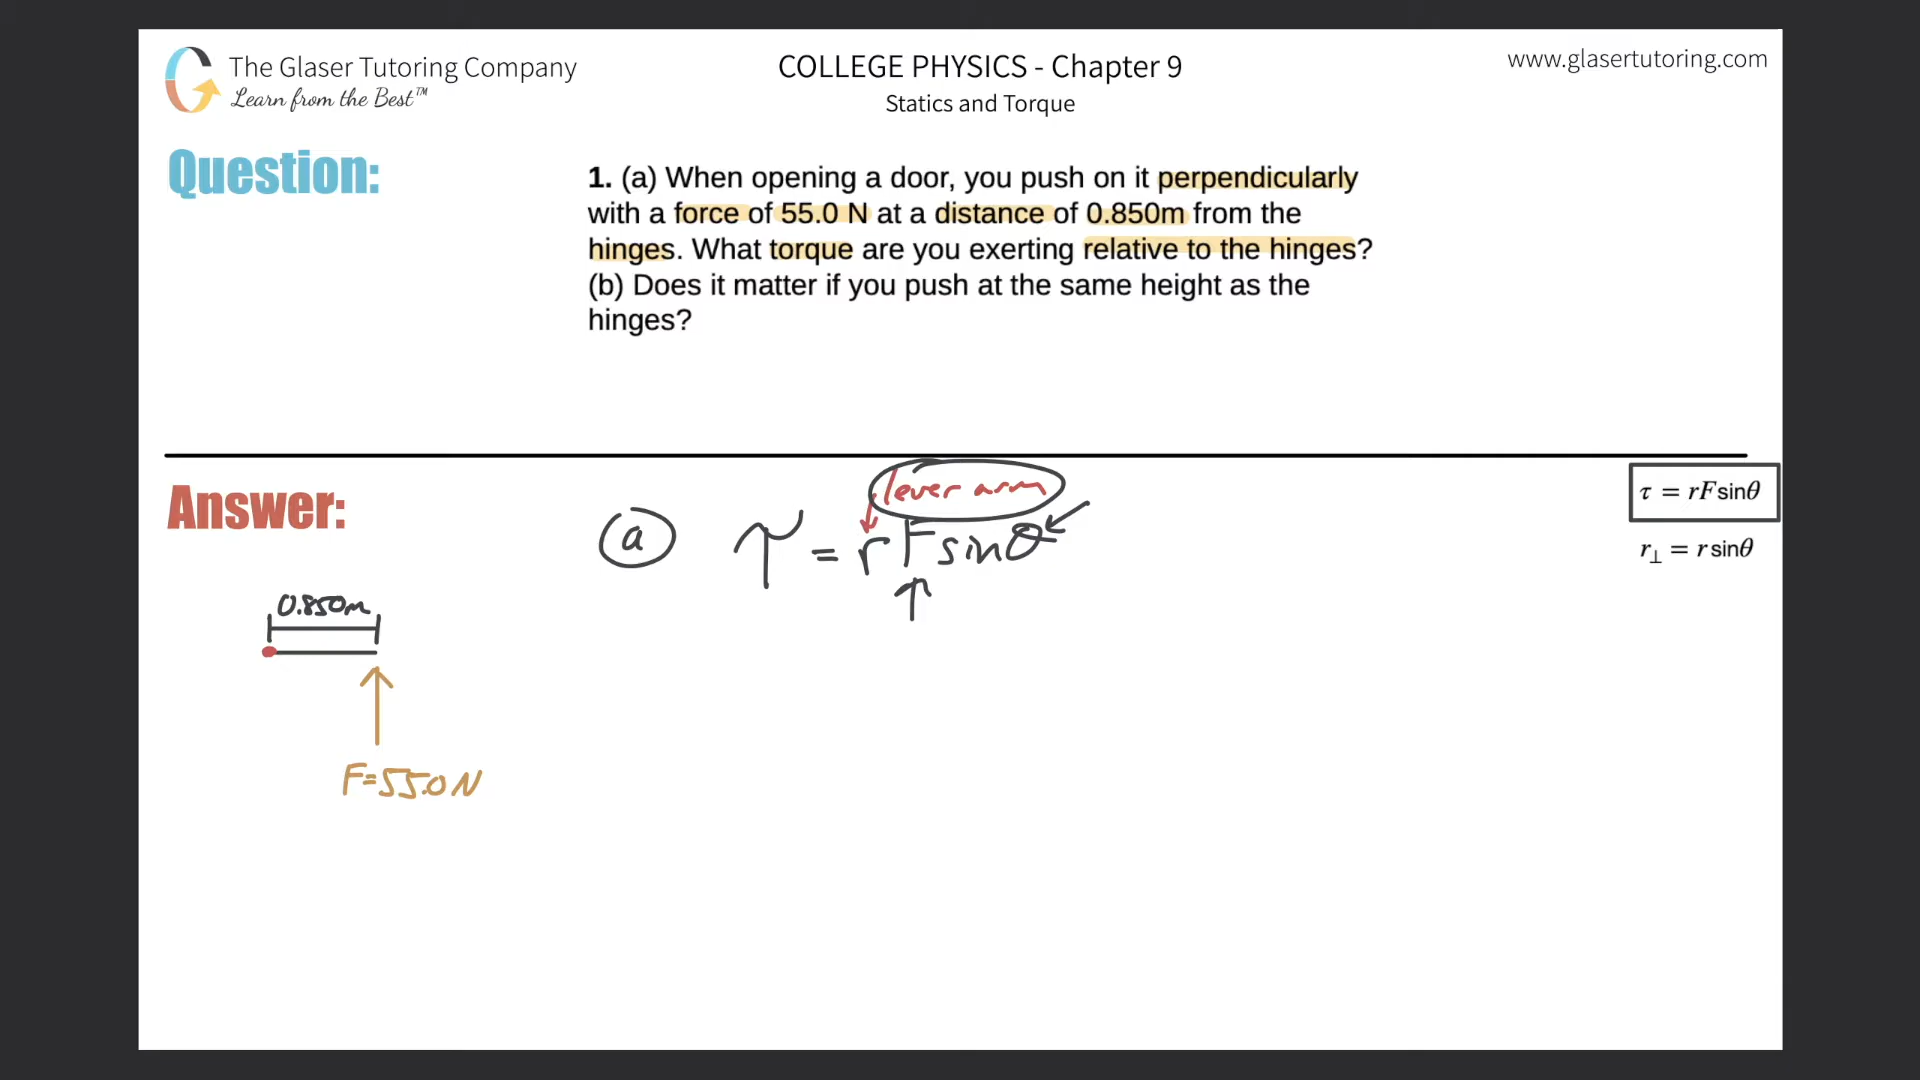 The Glaser Tutoring Company
Learn from the Best™
COLLEGE PHYSICS - Chapter 9
Statics and Torque
www.glasertutoring.com
Question:
1. (a) When opening a door, you push on it perpendicularly
with a force of 55.0 N at a distance of 0.850m from the
hinges. What torque are you exerting relative to the hinges?
(b) Does it matter if you push at the same height as the
hinges?
Answer:
lever arm
a τ = rFsinθ
τ = rFsinθ
r⊥ = r sinθ
0.850m
F=55.0N